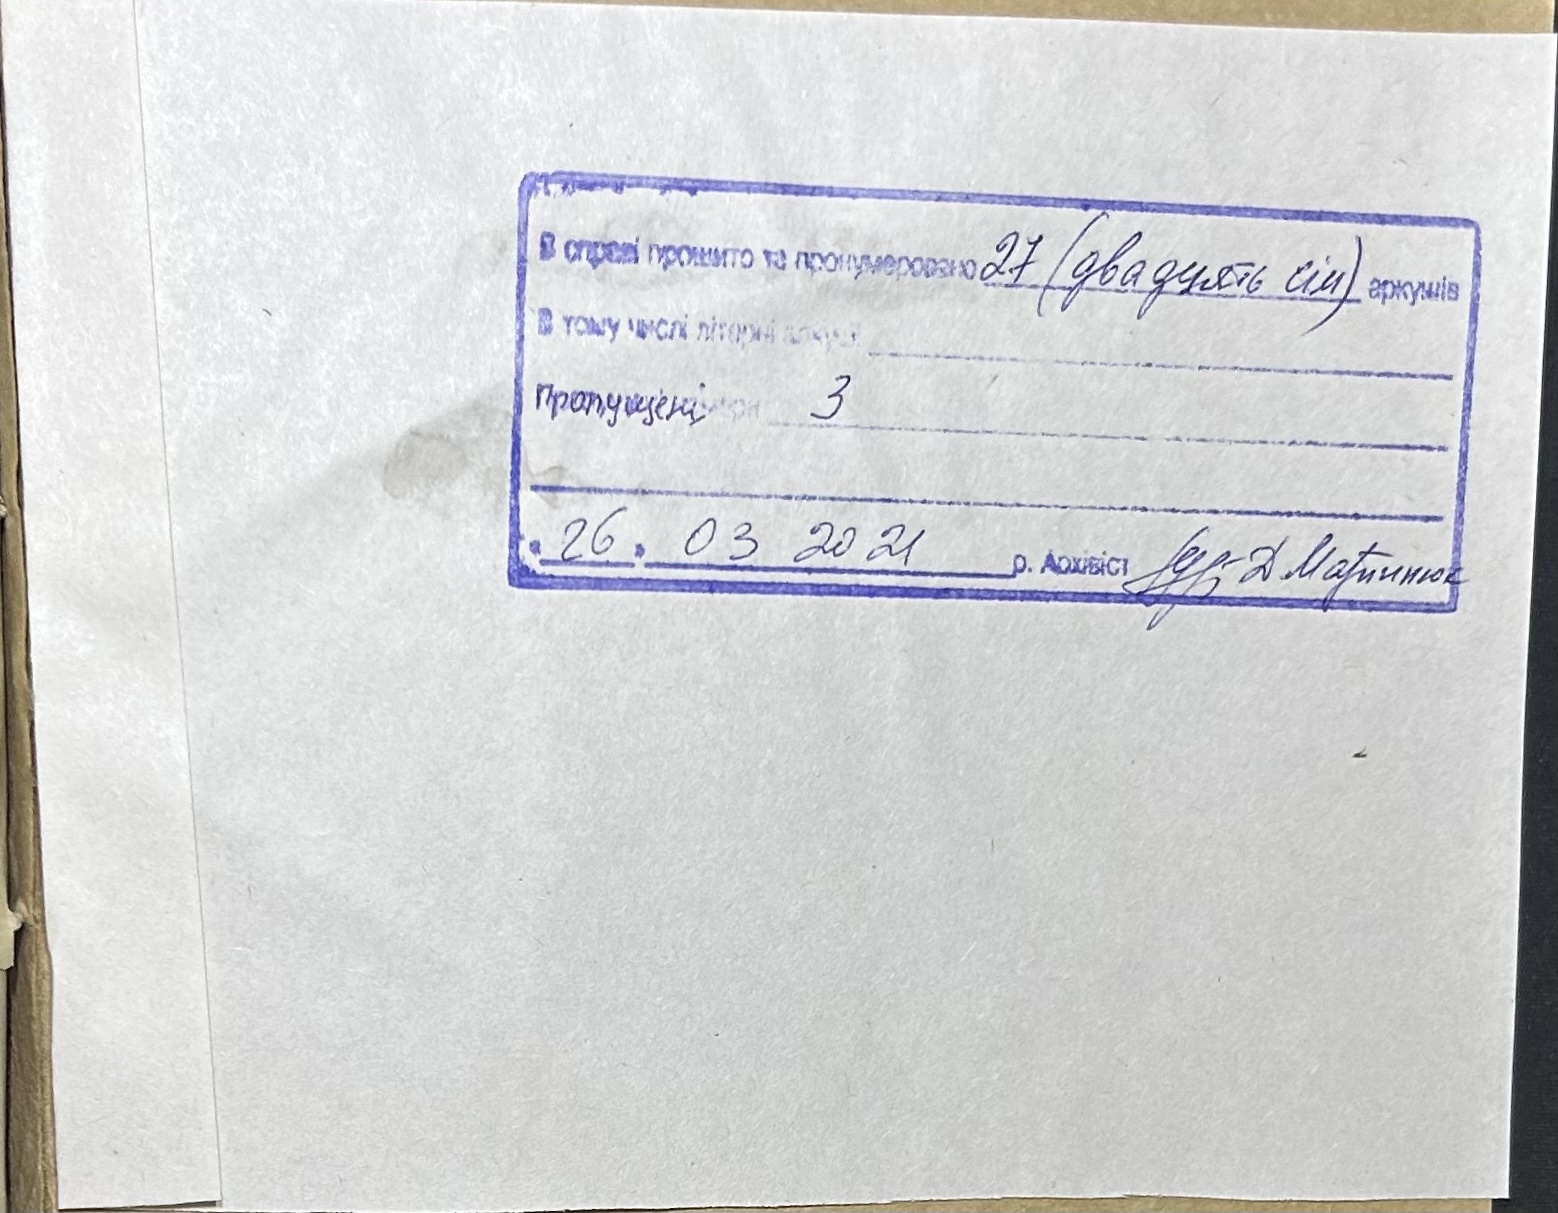 В справі прошито та пронумеровано 27 (двадцять сім) аркушів
В тому числі літерні аркуші
Пропущені номери 3
"26" 03 2021 р. Архівіст Д Мартинюк